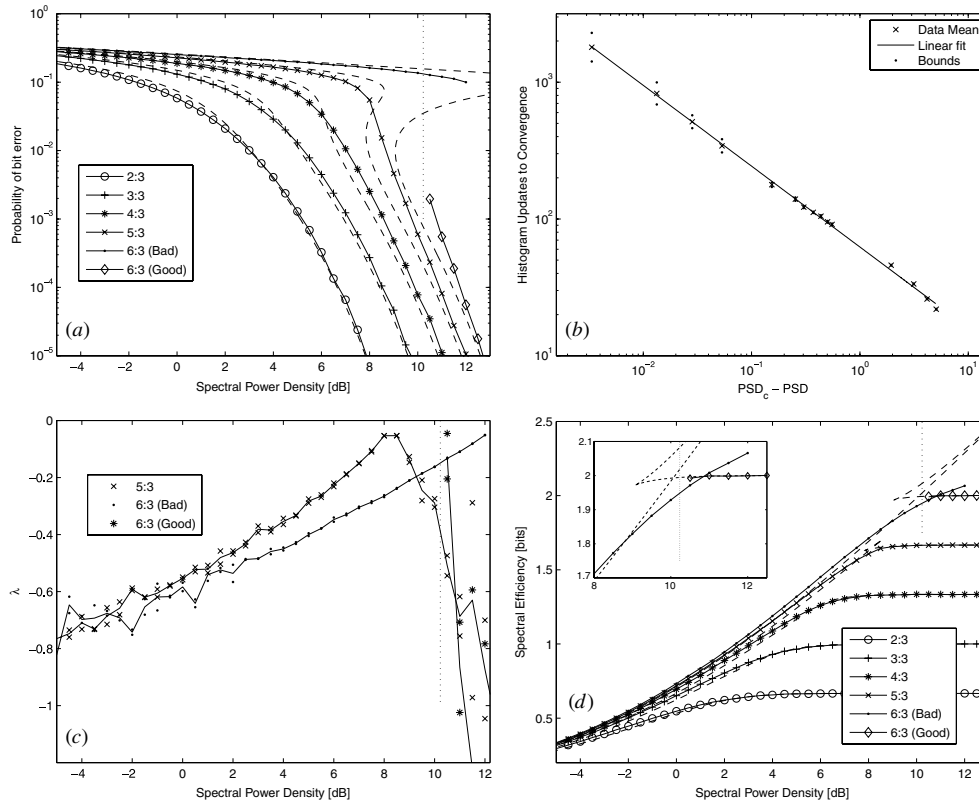 10^0
10^-1
10^-2
10^-3
10^-4
10^-5
Probability of bit error
2:3
3:3
4:3
5:3
6:3 (Bad)
6:3 (Good)
(a)
−4 −2 0 2 4 6 8 10 12
Spectral Power Density [dB]
10^3
10^2
10^1
Histogram Updates to Convergence
Data Mean
Linear fit
Bounds
(b)
10^-2 10^-1 10^0 10^1
PSD_c − PSD
0
−0.2
−0.4
−0.6
−0.8
−1
λ
5:3
6:3 (Bad)
6:3 (Good)
(c)
−4 −2 0 2 4 6 8 10 12
Spectral Power Density [dB]
2.5
2
1.5
1
0.5
Spectral Efficiency [bits]
2.1
2
1.9
1.8
1.7
8 10 12
2:3
3:3
4:3
5:3
6:3 (Bad)
6:3 (Good)
(d)
−4 −2 0 2 4 6 8 10 12
Spectral Power Density [dB]